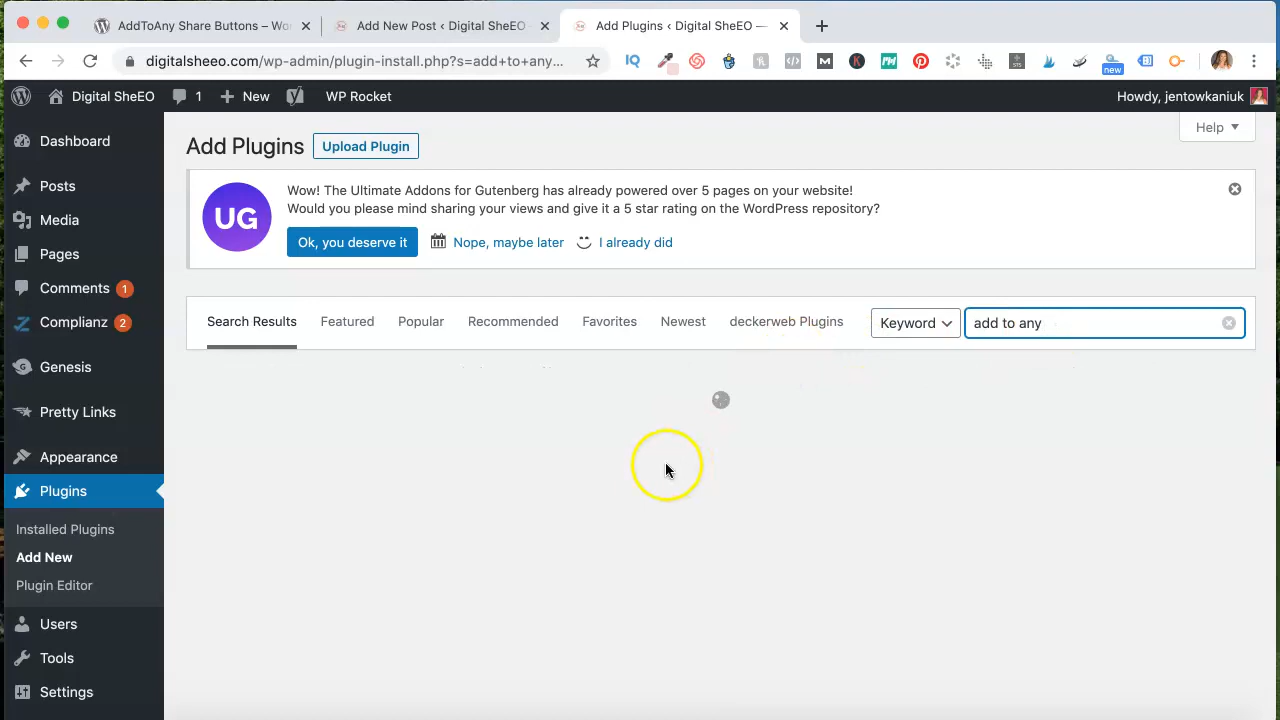 AddToAny Share Buttons – Wo
Add New Post ‹ Digital SheEO
Add Plugins ‹ Digital SheEO —
digitalsheeo.com/wp-admin/plugin-install.php?s=add+to+any...
new
Digital SheEO
1
New
WP Rocket
Howdy, jentowkaniuk
Dashboard
Posts
Media
Pages
Comments 1
Complianz 2
Genesis
Pretty Links
Appearance
Plugins
Installed Plugins
Add New
Plugin Editor
Users
Tools
Settings
Help
Add Plugins
Upload Plugin
UG
Wow! The Ultimate Addons for Gutenberg has already powered over 5 pages on your website!
Would you please mind sharing your views and give it a 5 star rating on the WordPress repository?
Ok, you deserve it
Nope, maybe later
I already did
Search Results
Featured
Popular
Recommended
Favorites
Newest
deckerweb Plugins
Keyword
add to any